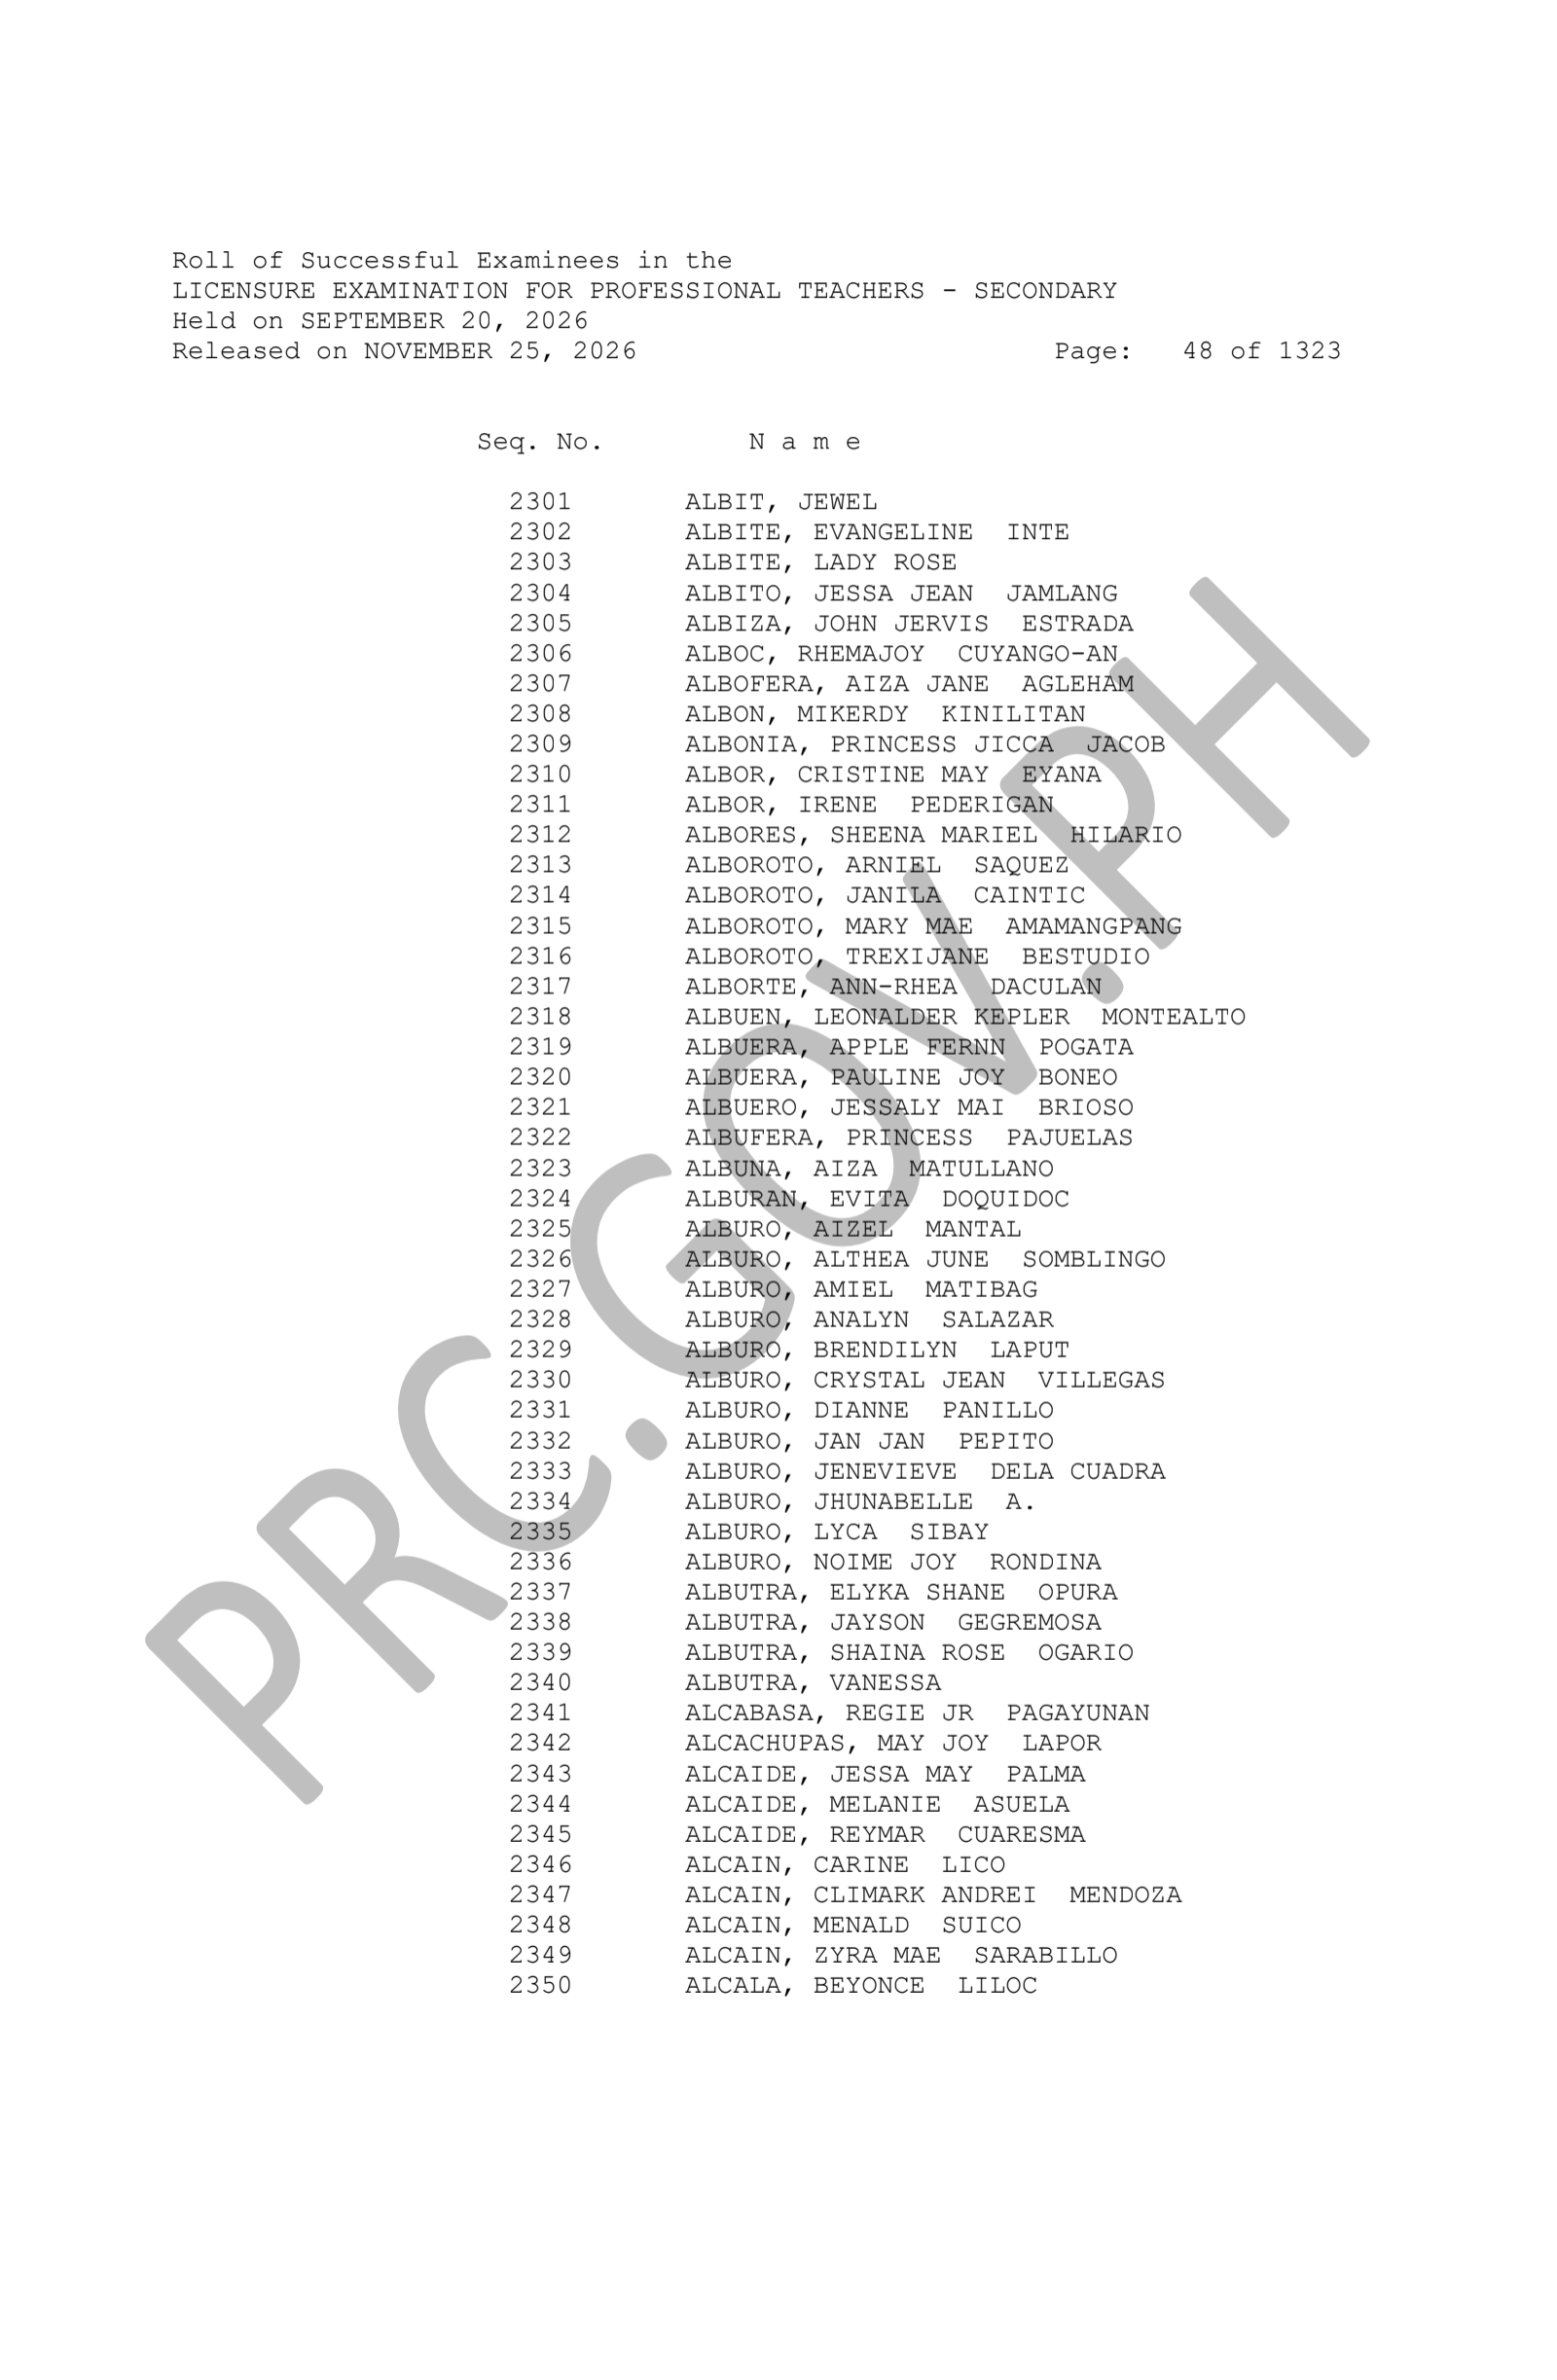 Roll of Successful Examinees in the
LICENSURE EXAMINATION FOR PROFESSIONAL TEACHERS - SECONDARY
Held on SEPTEMBER 20, 2026
Released on NOVEMBER 25, 2026 Page: 48 of 1323
Seq. No. N a m e
2301 ALBIT, JEWEL
2302 ALBITE, EVANGELINE INTE
2303 ALBITE, LADY ROSE
2304 ALBITO, JESSA JEAN JAMLANG
2305 ALBIZA, JOHN JERVIS ESTRADA
2306 ALBOC, RHEMAJOY CUYANGO-AN
2307 ALBOFERA, AIZA JANE AGLEHAM
2308 ALBON, MIKERDY KINILITAN
2309 ALBONIA, PRINCESS JICCA JACOB
2310 ALBOR, CRISTINE MAY EYANA
2311 ALBOR, IRENE PEDERIGAN
2312 ALBORES, SHEENA MARIEL HILARIO
2313 ALBOROTO, ARNIEL SAQUEZ
2314 ALBOROTO, JANILA CAINTIC
2315 ALBOROTO, MARY MAE AMAMANGPANG
2316 ALBOROTO, TREXIJANE BESTUDIO
2317 ALBORTE, ANN-RHEA DACULAN
2318 ALBUEN, LEONALDER KEPLER MONTEALTO
2319 ALBUERA, APPLE FERNN POGATA
2320 ALBUERA, PAULINE JOY BONEO
2321 ALBUERO, JESSALY MAI BRIOSO
2322 ALBUFERA, PRINCESS PAJUELAS
2323 ALBUNA, AIZA MATULLANO
2324 ALBURAN, EVITA DOQUIDOC
2325 ALBURO, AIZEL MANTAL
2326 ALBURO, ALTHEA JUNE SOMBLINGO
2327 ALBURO, AMIEL MATIBAG
2328 ALBURO, ANALYN SALAZAR
2329 ALBURO, BRENDILYN LAPUT
2330 ALBURO, CRYSTAL JEAN VILLEGAS
2331 ALBURO, DIANNE PANILLO
2332 ALBURO, JAN JAN PEPITO
2333 ALBURO, JENEVIEVE DELA CUADRA
2334 ALBURO, JHUNABELLE A.
2335 ALBURO, LYCA SIBAY
2336 ALBURO, NOIME JOY RONDINA
2337 ALBUTRA, ELYKA SHANE OPURA
2338 ALBUTRA, JAYSON GEGREMOSA
2339 ALBUTRA, SHAINA ROSE OGARIO
2340 ALBUTRA, VANESSA
2341 ALCABASA, REGIE JR PAGAYUNAN
2342 ALCACHUPAS, MAY JOY LAPOR
2343 ALCAIDE, JESSA MAY PALMA
2344 ALCAIDE, MELANIE ASUELA
2345 ALCAIDE, REYMAR CUARESMA
2346 ALCAIN, CARINE LICO
2347 ALCAIN, CLIMARK ANDREI MENDOZA
2348 ALCAIN, MENALD SUICO
2349 ALCAIN, ZYRA MAE SARABILLO
2350 ALCALA, BEYONCE LILOC
PRC.GOV.PH